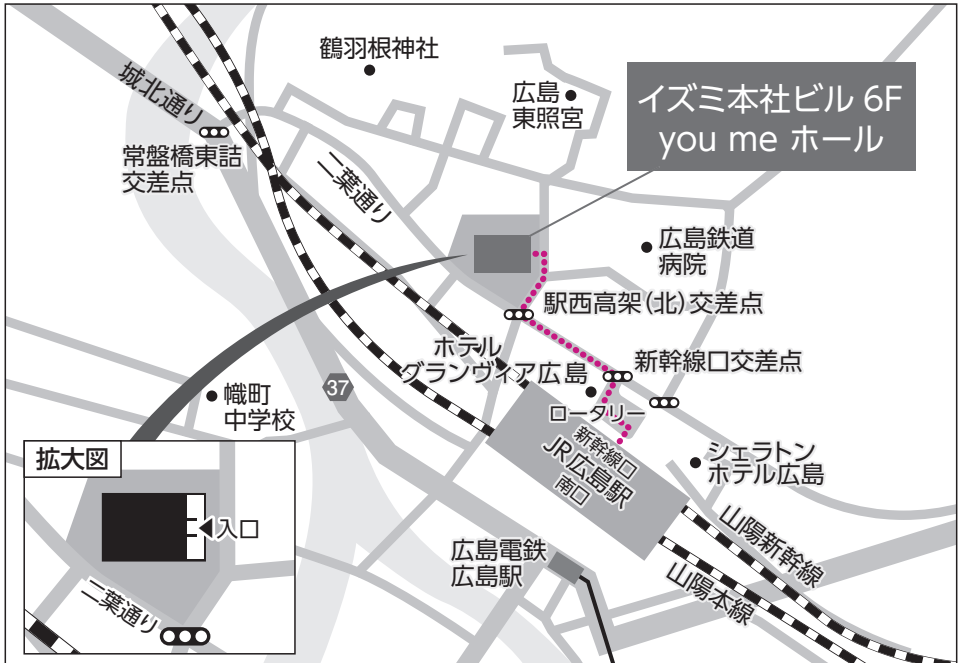 鶴羽根神社
広島
東照宮
イズミ本社ビル 6F
you me ホール
城北通り
常盤橋東詰
交差点
二葉通り
広島鉄道
病院
駅西高架(北)交差点
ホテル
グランヴィア広島
新幹線口交差点
37
幟町
中学校
ロータリー
新幹線口
JR広島駅
南口
シェラトン
ホテル広島
拡大図
入口
二葉通り
広島電鉄
広島駅
山陽新幹線
山陽本線